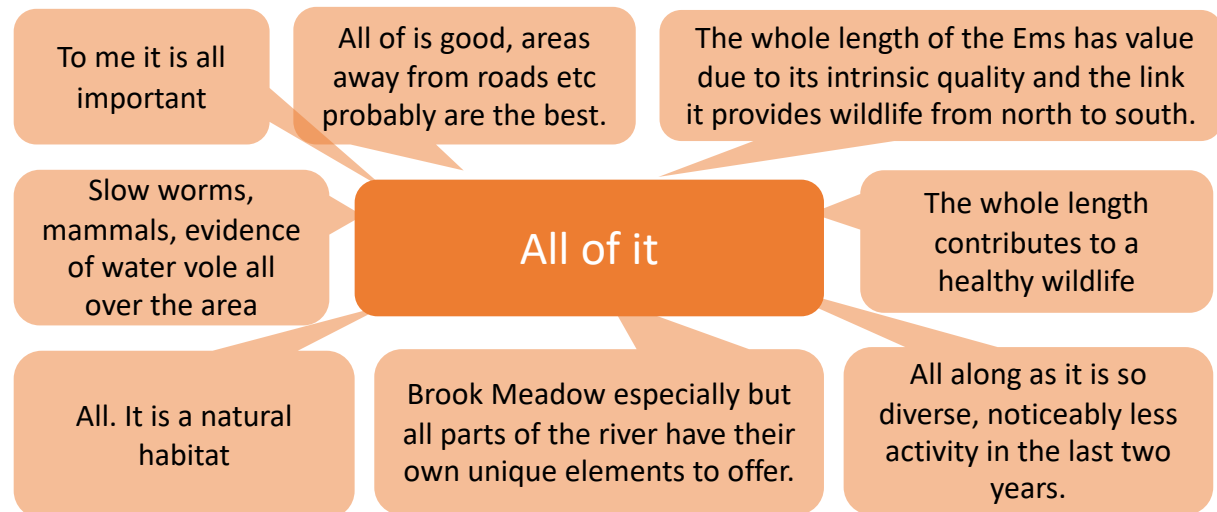 To me it is all
important
All of is good, areas
away from roads etc
probably are the best.
The whole length of the Ems has value
due to its intrinsic quality and the link
it provides wildlife from north to south.
Slow worms,
mammals, evidence
of water vole all
over the area
All of it
The whole length
contributes to a
healthy wildlife
All. It is a natural
habitat
Brook Meadow especially but
all parts of the river have their
own unique elements to offer.
All along as it is so
diverse, noticeably less
activity in the last two
years.